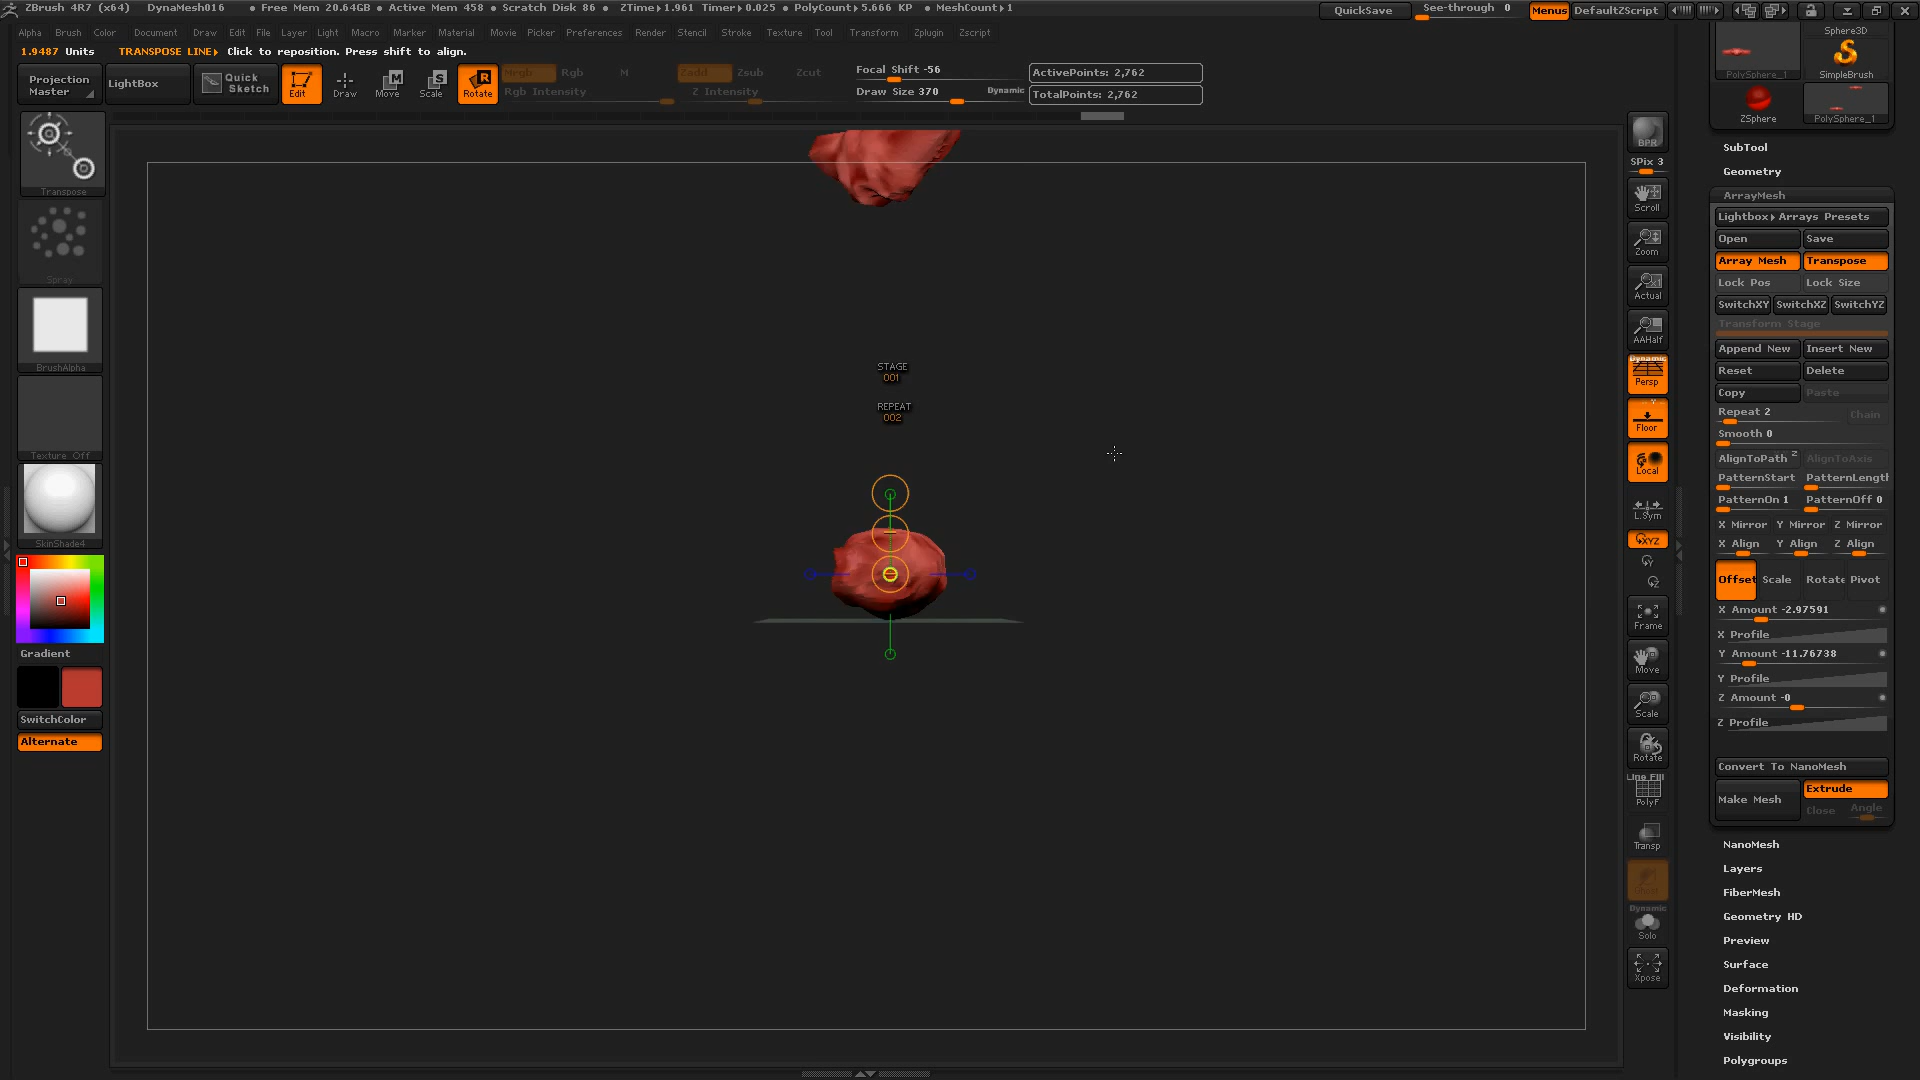 ZBrush 4R7 (x64) DynaMesh016 • Free Mem 20.64GB • Active Mem 458 • Scratch Disk 86 • ZTime▸1.961 Timer▸0.025 • PolyCount▸5.666 KP • MeshCount▸1 QuickSave See-through 0 Menus DefaultZScript
Alpha Brush Color Document Draw Edit File Layer Light Macro Marker Material Movie Picker Preferences Render Stencil Stroke Texture Tool Transform Zplugin Zscript
1.9487 Units TRANSPOSE LINE▸ Click to reposition. Press shift to align.
Projection Master
LightBox
Quick Sketch
Edit
Draw
Move
Scale
Rotate
Mrgb Rgb M
Rgb Intensity
Zadd Zsub Zcut
Z Intensity
Focal Shift -56
Draw Size 370 Dynamic
ActivePoints: 2,762
TotalPoints: 2,762
Transpose
Spray
BrushAlpha
Texture Off
SkinShade4
Gradient
SwitchColor
Alternate
STAGE
001
REPEAT
002
BPR
SPix 3
Scroll
Zoom
Actual
AAHalf
Dynamic
Persp
Floor
Local
L.Sym
XYZ
Frame
Move
Scale
Rotate
Line Fill
PolyF
Transp
Ghost
Dynamic
Solo
Xpose
Sphere3D
PolySphere_1
SimpleBrush
ZSphere
PolySphere_1
SubTool
Geometry
ArrayMesh
Lightbox▸ Arrays Presets
Open Save
Array Mesh Transpose
Lock Pos Lock Size
SwitchXY SwitchXZ SwitchYZ
Transform Stage
Append New Insert New
Reset Delete
Copy Paste
Repeat 2 Chain
Smooth 0
AlignToPath AlignToAxis
PatternStart PatternLength
PatternOn 1 PatternOff 0
X Mirror Y Mirror Z Mirror
X Align Y Align Z Align
Offset Scale Rotate Pivot
X Amount -2.97591
X Profile
Y Amount -11.76738
Y Profile
Z Amount -0
Z Profile
Convert To NanoMesh
Make Mesh
Extrude
Close Angle
NanoMesh
Layers
FiberMesh
Geometry HD
Preview
Surface
Deformation
Masking
Visibility
Polygroups